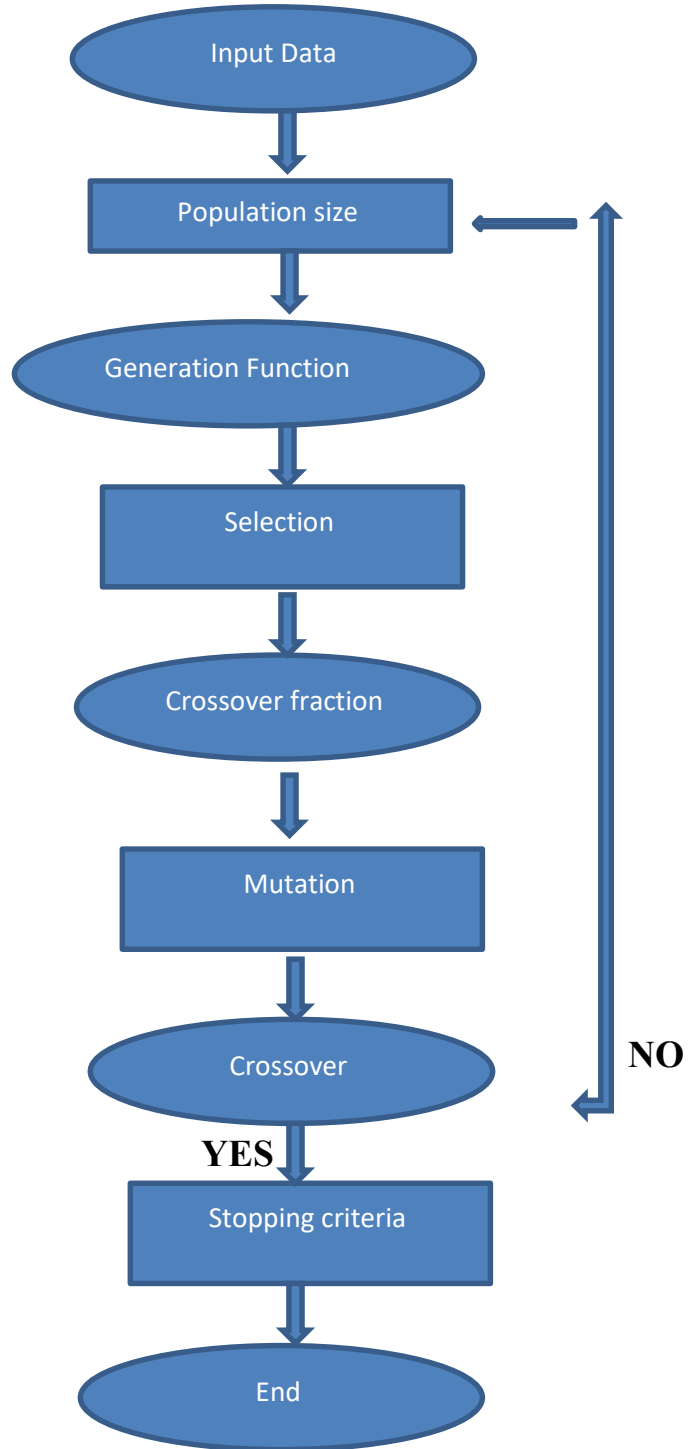 Input Data
Population size
Generation Function
Selection
Crossover fraction
Mutation
Crossover
NO
YES
Stopping criteria
End